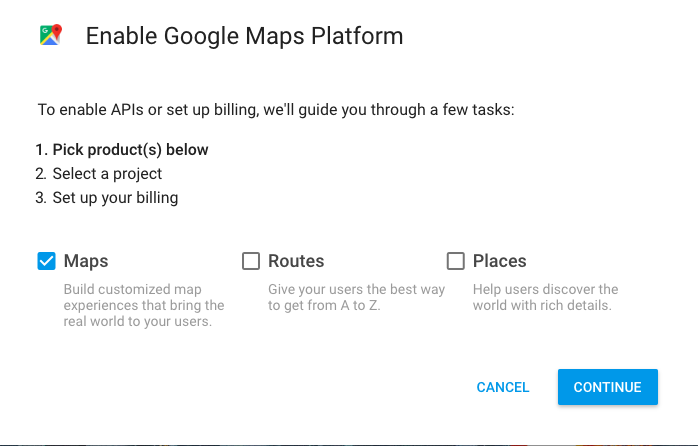 Enable Google Maps Platform
To enable APIs or set up billing, we'll guide you through a few tasks:
1. Pick product(s) below
2. Select a project
3. Set up your billing
Maps
Build customized map
experiences that bring the
real world to your users.
Routes
Give your users the best way
to get from A to Z.
Places
Help users discover the
world with rich details.
CANCEL
CONTINUE